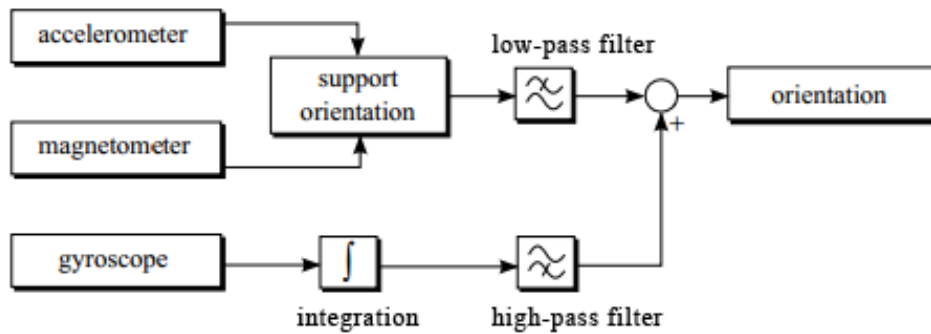 accelerometer
low-pass filter
support
orientation
orientation
magnetometer
+
gyroscope
∫
integration
high-pass filter